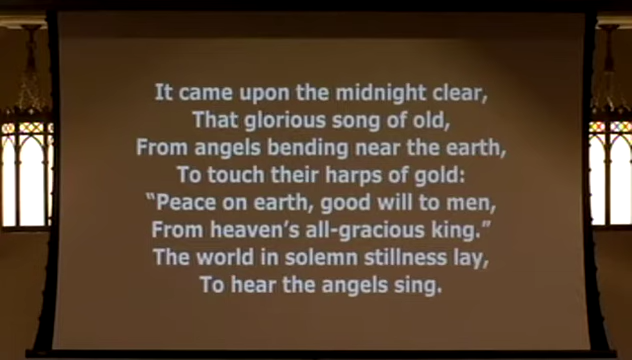 It came upon the midnight clear,
That glorious song of old,
From angels bending near the earth,
To touch their harps of gold:
“Peace on earth, good will to men,
From heaven’s all-gracious king.”
The world in solemn stillness lay,
To hear the angels sing.